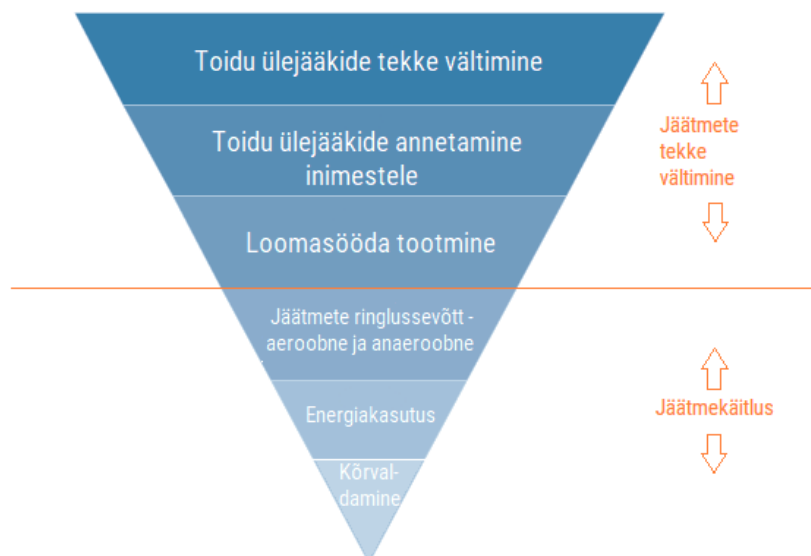 Toidu ülejääkide tekke vältimine
Toidu ülejääkide annetamine
inimestele
Loomasööda tootmine
Jäätmete ringlussevõtt -
aeroobne ja anaeroobne
Energiakasutus
Kõrval-
damine
Jäätmete
tekke
vältimine
Jäätmekäitlus